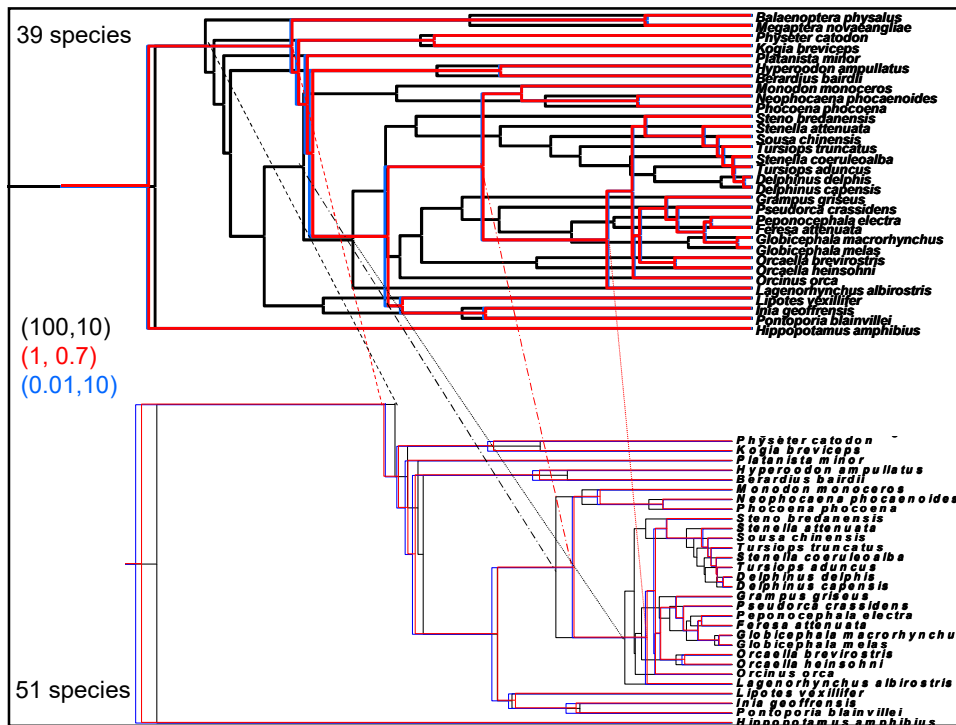 39 species
Balaenoptera physalus
Megaptera novaeangliae
Physeter catodon
Kogia breviceps
Platanista minor
Hyperoodon ampullatus
Berardius bairdii
Monodon monoceros
Neophocaena phocaenoides
Phocoena phocoena
Steno bredanensis
Stenella attenuata
Sousa chinensis
Tursiops truncatus
Stenella coeruleoalba
Tursiops aduncus
Delphinus delphis
Delphinus capensis
Grampus griseus
Pseudorca crassidens
Peponocephala electra
Feresa attenuata
Globicephala macrorhynchus
Globicephala melas
Orcaella brevirostris
Orcaella heinsohni
Orcinus orca
Lagenorhynchus albirostris
Lipotes vexillifer
Inia geoffrensis
Pontoporia blainvillei
Hippopotamus amphibius
(100,10)
(1, 0.7)
(0.01,10)
Physeter catodon
Kogia breviceps
Platanista minor
Hyperoodon ampullatus
Berardius bairdii
Monodon monoceros
Neophocaena phocaenoides
Phocoena phocoena
Steno bredanensis
Stenella attenuata
Sousa chinensis
Tursiops truncatus
Stenella coeruleoalba
Tursiops aduncus
Delphinus delphis
Delphinus capensis
Grampus griseus
Pseudorca crassidens
Peponocephala electra
Feresa attenuata
Globicephala macrorhynchu
Globicephala melas
Orcaella brevirostris
Orcaella heinsohni
Orcinus orca
Lagenorhynchus albirostris
Lipotes vexillifer
Inia geoffrensis
Pontoporia blainvillei
Hippopotamus amphibius
51 species